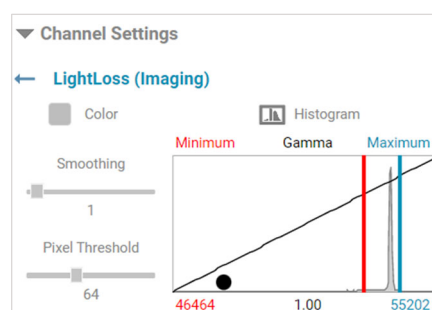 Channel Settings
LightLoss (Imaging)
Color
Histogram
Minimum Gamma Maximum
Smoothing
1
Pixel Threshold
64
46464 1.00 55202